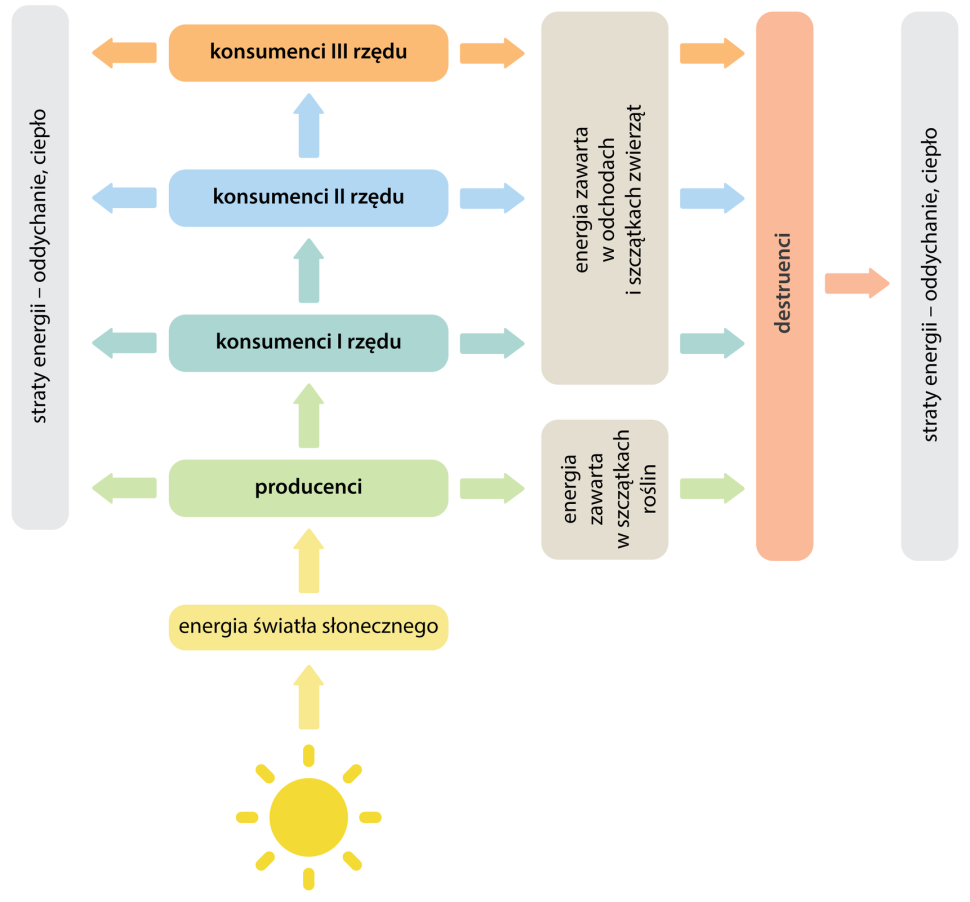 straty energii – oddychanie, ciepło
konsumenci III rzędu
konsumenci II rzędu
konsumenci I rzędu
producenci
energia światła słonecznego
energia zawarta
w odchodach
i szczątkach zwierząt
energia
zawarta
w szczątkach
roślin
destruenci
straty energii – oddychanie, ciepło